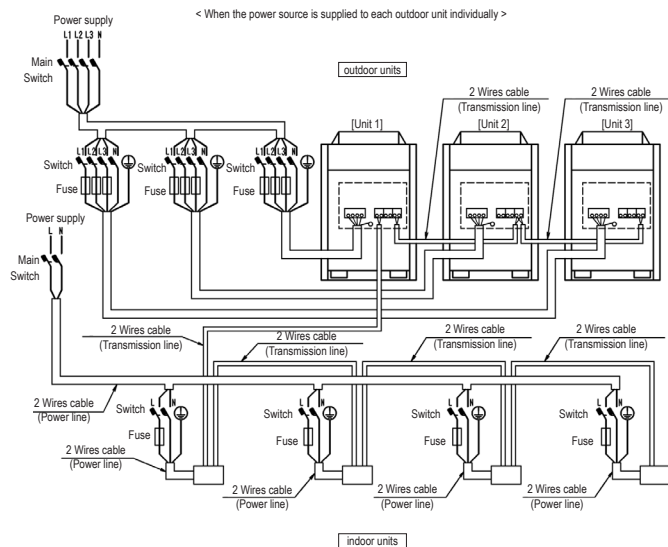 < When the power source is supplied to each outdoor unit individually >
Power supply
L1 L2 L3 N
Main
Switch
outdoor units
2 Wires cable
(Transmission line)
2 Wires cable
(Transmission line)
[Unit 1]
[Unit 2]
[Unit 3]
L1 L2 L3 N
Switch
Fuse
L1 L2 L3 N
Switch
Fuse
L1 L2 L3 N
Switch
Fuse
Power supply
L N
Main
Switch
2 Wires cable
(Transmission line)
2 Wires cable
(Transmission line)
2 Wires cable
(Transmission line)
2 Wires cable
(Transmission line)
2 Wires cable
(Power line)
L N
Switch
Fuse
L N
Switch
Fuse
L N
Switch
Fuse
L N
Switch
Fuse
2 Wires cable
(Power line)
2 Wires cable
(Power line)
2 Wires cable
(Power line)
2 Wires cable
(Power line)
indoor units